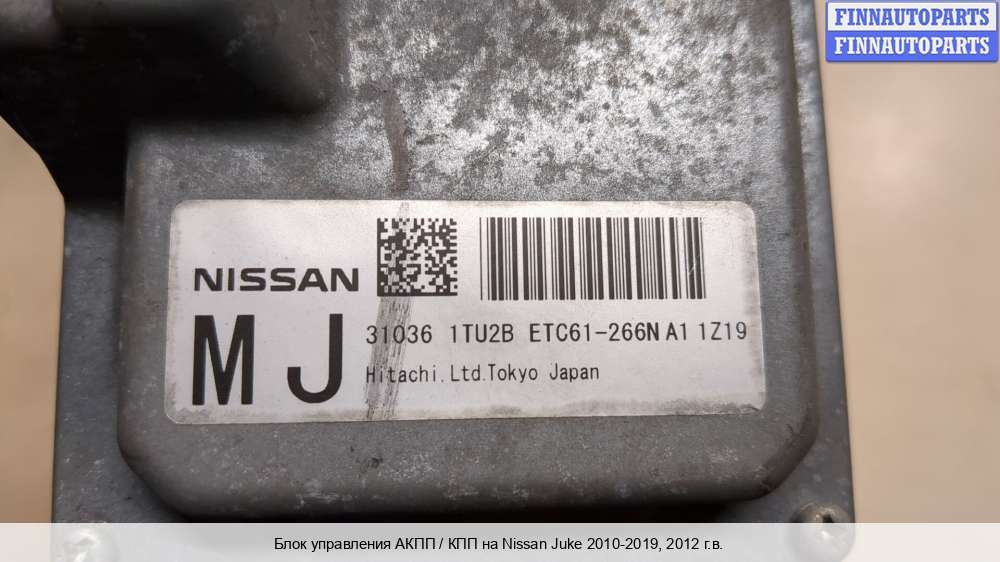 FINNAUTOPARTS
FINNAUTOPARTS
NISSAN
MJ 31036 1TU2B ETC61-266N A1 1Z19
Hitachi.Ltd.Tokyo Japan
Блок управления АКПП / КПП на Nissan Juke 2010-2019, 2012 г.в.